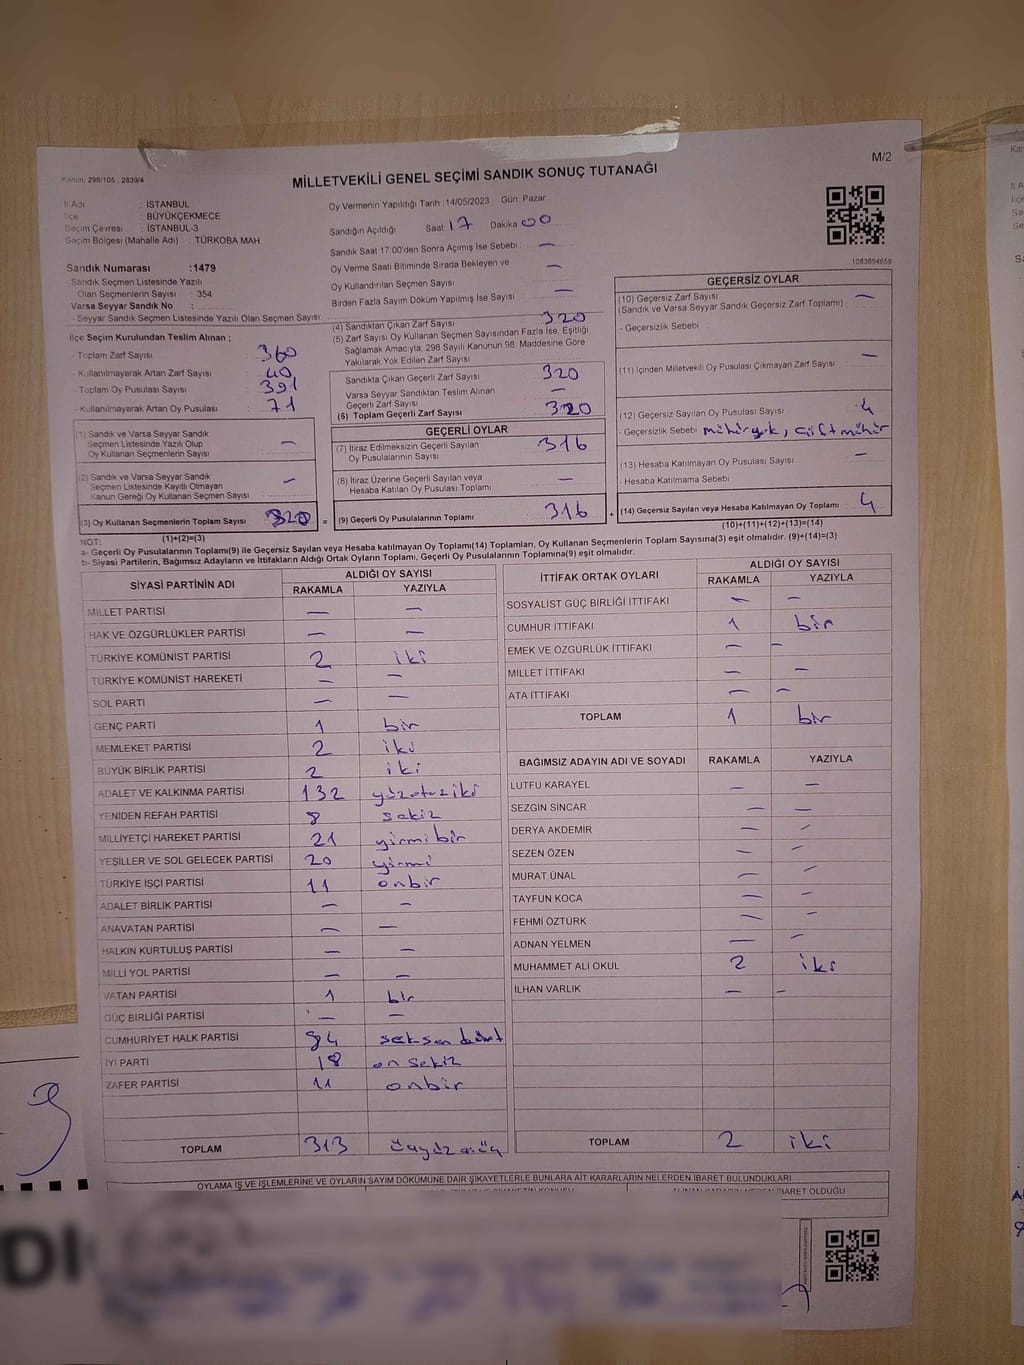 M/2
Kanun: 298/105 , 2839/4
MİLLETVEKİLİ GENEL SEÇİMİ SANDIK SONUÇ TUTANAĞI
İl Adı : İSTANBUL
İlçe : BÜYÜKÇEKMECE
Seçim Çevresi : İSTANBUL-3
Seçim Bölgesi (Mahalle Adı) : TÜRKOBA MAH.
Sandık Numarası :1479
- Sandık Seçmen Listesinde Yazılı
Olan Seçmenlerin Sayısı : 354
Varsa Seyyar Sandık No :
- Seyyar Sandık Seçmen Listesinde Yazılı Olan Seçmen Sayısı:
Oy Vermenin Yapıldığı Tarih :14/05/2023 Gün: Pazar
Sandığın Açıldığı Saat: 17 Dakika 00
Sandık Saat 17:00'den Sonra Açımış İse Sebebi : —
Oy Verme Saati Bitiminde Sırada Bekleyen ve
Oy Kullandırılan Seçmen Sayısı —
Birden Fazla Sayım Döküm Yapılmış İse Sayısı —
1083694659
İlçe Seçim Kurulundan Teslim Alınan ;
- Toplam Zarf Sayısı : 360
- Kullanılmayarak Artan Zarf Sayısı : 40
- Toplam Oy Pusulası Sayısı : 391
- Kullanılmayarak Artan Oy Pusulası : 71
(1) Sandık ve Varsa Seyyar Sandık
Seçmen Listesinde Yazılı Olup
Oy Kullanan Seçmenlerin Sayısı —
(2) Sandık ve Varsa Seyyar Sandık
Seçmen Listesinde Kayıtlı Olmayan
Kanun Gereği Oy Kullanan Seçmen Sayısı —
(3) Oy Kullanan Seçmenlerin Toplam Sayısı 320
(1)+(2)=(3)
(4) Sandıktan Çıkan Zarf Sayısı 320
(5) Zarf Sayısı Oy Kullanan Seçmen Sayısından Fazla İse, Eşitliği
Sağlamak Amacıyla, 298 Sayılı Kanunun 98. Maddesine Göre
Yakılarak Yok Edilen Zarf Sayısı
Sandıkta Çıkan Geçerli Zarf Sayısı 320
Varsa Seyyar Sandıktan Teslim Alınan
Geçerli Zarf Sayısı —
(6) Toplam Geçerli Zarf Sayısı 320
GEÇERLİ OYLAR
(7) İtiraz Edilmeksizin Geçerli Sayılan
Oy Pusulalarının Sayısı 316
(8) İtiraz Üzerine Geçerli Sayılan veya
Hesaba Katılan Oy Pusulası Toplamı —
= (9) Geçerli Oy Pusulalarının Toplamı 316
GEÇERSİZ OYLAR
(10) Geçersiz Zarf Sayısı —
(Sandık ve Varsa Seyyar Sandık Geçersiz Zarf Toplamı)
- Geçersizlik Sebebi :
(11) İçinden Milletvekili Oy Pusulası Çıkmayan Zarf Sayısı —
(12) Geçersiz Sayılan Oy Pusulası Sayısı 4
- Geçersizlik Sebebi : mühür yok, çift mühür
(13) Hesaba Katılmayan Oy Pusulası Sayısı —
- Hesaba Katılmama Sebebi :
+ (14) Geçersiz Sayılan veya Hesaba Katılmayan Oy Toplamı 4
(10)+(11)+(12)+(13)=(14)
NOT:
a- Geçerli Oy Pusulalarının Toplamı(9) ile Geçersiz Sayılan veya Hesaba katılmayan Oy Toplamı(14) Toplamları, Oy Kullanan Seçmenlerin Toplam Sayısına(3) eşit olmalıdır. (9)+(14)=(3)
b- Siyasi Partilerin, Bağımsız Adayların ve İttifakların Aldığı Ortak Oyların Toplamı, Geçerli Oy Pusulalarının Toplamına(9) eşit olmalıdır.
SİYASİ PARTİNİN ADI ALDIĞI OY SAYISI
RAKAMLA YAZIYLA
MİLLET PARTİSİ — —
HAK VE ÖZGÜRLÜKLER PARTİSİ — —
TÜRKİYE KOMÜNİST PARTİSİ 2 iki
TÜRKİYE KOMÜNİST HAREKETİ — —
SOL PARTİ — —
GENÇ PARTİ 1 bir
MEMLEKET PARTİSİ 2 iki
BÜYÜK BİRLİK PARTİSİ 2 iki
ADALET VE KALKINMA PARTİSİ 132 yüzotuziki
YENİDEN REFAH PARTİSİ 8 sekiz
MİLLİYETÇİ HAREKET PARTİSİ 21 yirmi bir
YEŞİLLER VE SOL GELECEK PARTİSİ 20 yirmi
TÜRKİYE İŞÇİ PARTİSİ 11 onbir
ADALET BİRLİK PARTİSİ — —
ANAVATAN PARTİSİ — —
HALKIN KURTULUŞ PARTİSİ — —
MİLLİ YOL PARTİSİ — —
VATAN PARTİSİ 1 bir
GÜÇ BİRLİĞİ PARTİSİ — —
CUMHURİYET HALK PARTİSİ 84 seksen dört
İYİ PARTİ 18 on sekiz
ZAFER PARTİSİ 11 onbir
TOPLAM 313 üçyüz onüç
İTTİFAK ORTAK OYLARI ALDIĞI OY SAYISI
RAKAMLA YAZIYLA
SOSYALİST GÜÇ BİRLİĞİ İTTİFAKI — —
CUMHUR İTTİFAKI 1 bir
EMEK VE ÖZGÜRLÜK İTTİFAKI — —
MİLLET İTTİFAKI — —
ATA İTTİFAKI — —
TOPLAM 1 bir
BAĞIMSIZ ADAYIN ADI VE SOYADI RAKAMLA YAZIYLA
LÜTFÜ KARAYEL — —
SEZGİN SİNCAR — —
DERYA AKDEMİR — —
SEZEN ÖZEN — —
MURAT ÜNAL — —
TAYFUN KOCA — —
FEHMİ ÖZTÜRK — —
ADNAN YELMEN — —
MUHAMMET ALİ OKUL 2 iki
İLHAN VARLIK — —
TOPLAM 2 iki
OYLAMA İŞ VE İŞLEMLERİNE VE OYLARIN SAYIM DÖKÜMÜNE DAİR ŞİKAYETLERLE BUNLARA AİT KARARLARIN NELERDEN İBARET BULUNDUKLARI
İBARET OLDUĞU